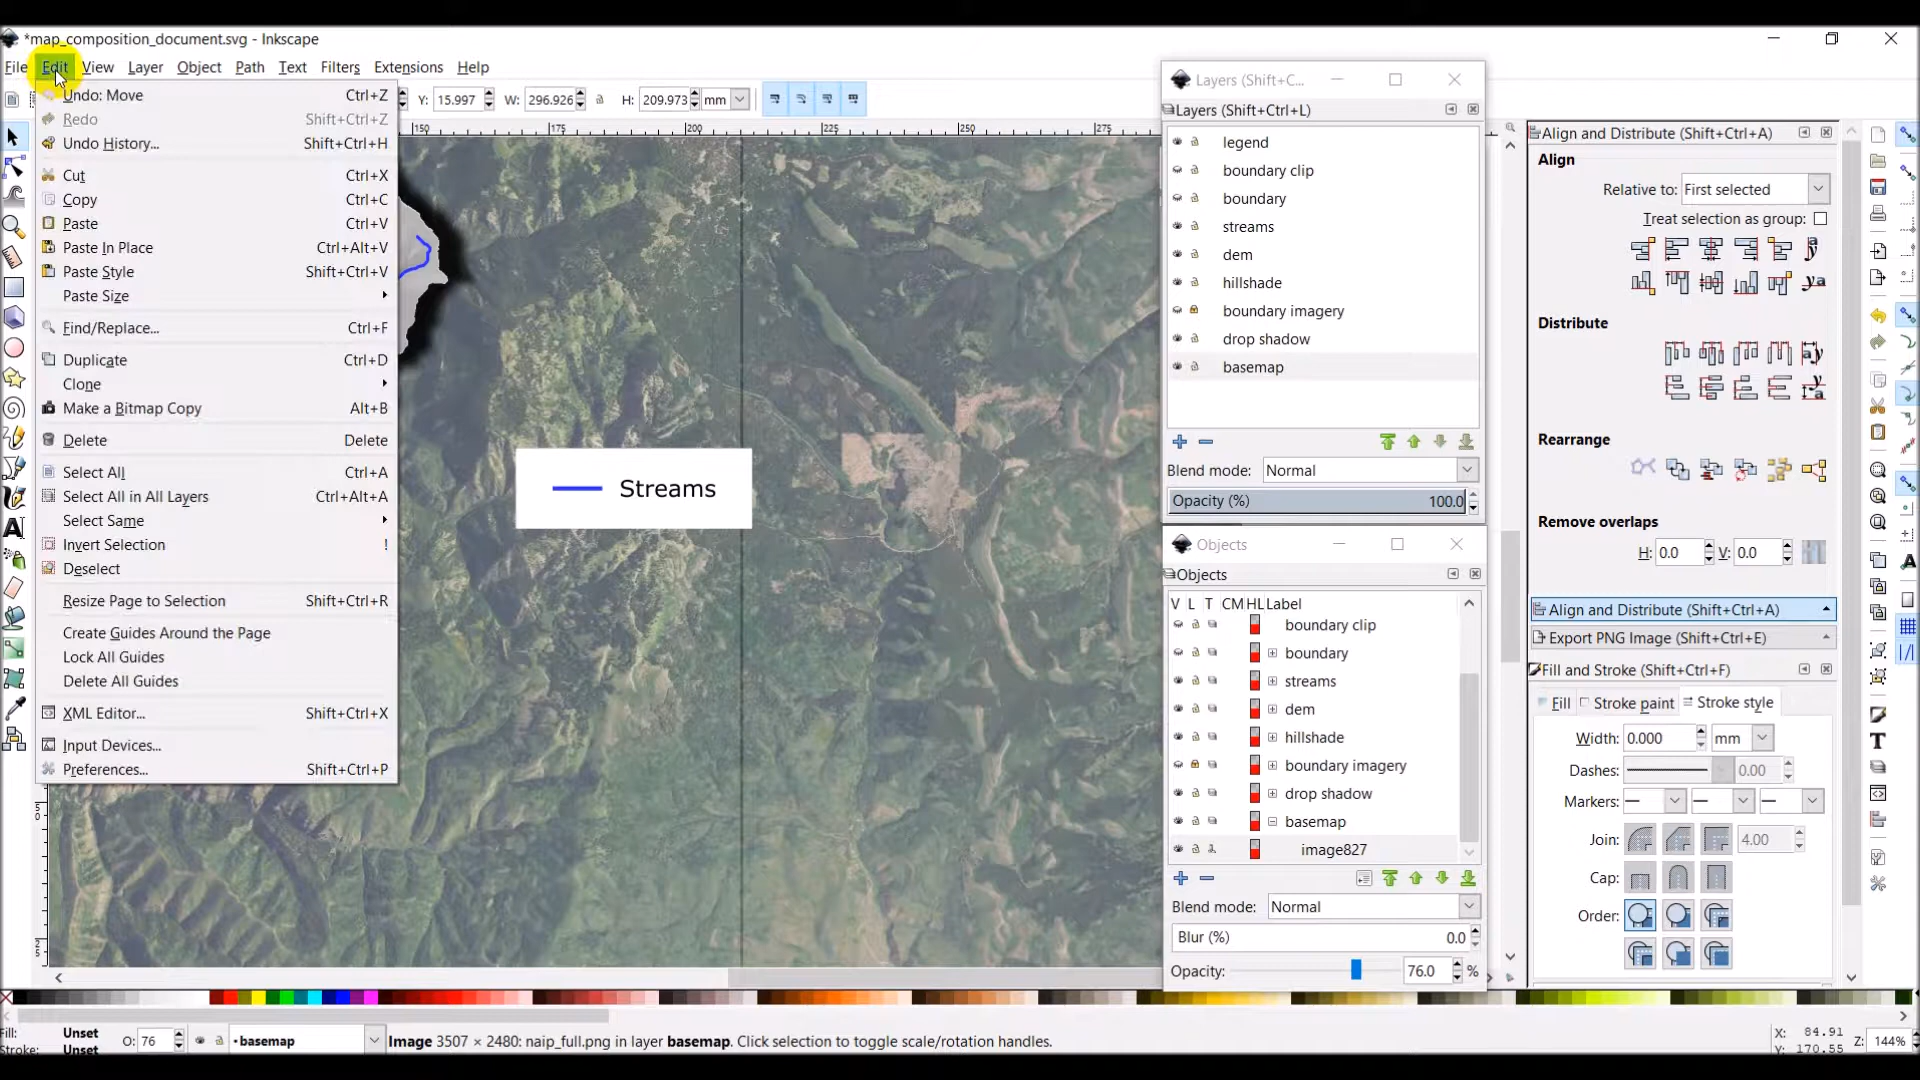 *map_composition_document.svg - Inkscape
File Edit View Layer Object Path Text Filters Extensions Help
Y: 15.997 W: 296.926 H: 209.973 mm
Undo: Move Ctrl+Z
Redo Shift+Ctrl+Z
Undo History... Shift+Ctrl+H
Cut Ctrl+X
Copy Ctrl+C
Paste Ctrl+V
Paste In Place Ctrl+Alt+V
Paste Style Shift+Ctrl+V
Paste Size
Find/Replace... Ctrl+F
Duplicate Ctrl+D
Clone
Make a Bitmap Copy Alt+B
Delete Delete
Select All Ctrl+A
Select All in All Layers Ctrl+Alt+A
Select Same
Invert Selection !
Deselect
Resize Page to Selection Shift+Ctrl+R
Create Guides Around the Page
Lock All Guides
Delete All Guides
XML Editor... Shift+Ctrl+X
Input Devices...
Preferences... Shift+Ctrl+P
150 175 200 225 250 275
Streams
Layers (Shift+C...
Layers (Shift+Ctrl+L)
legend
boundary clip
boundary
streams
dem
hillshade
boundary imagery
drop shadow
basemap
Blend mode: Normal
Opacity (%) 100.0
Objects
Objects
V L T CM HL Label
boundary clip
boundary
streams
dem
hillshade
boundary imagery
drop shadow
basemap
image827
Blend mode: Normal
Blur (%) 0.0
Opacity: 76.0 %
Align and Distribute (Shift+Ctrl+A)
Align
Relative to: First selected
Treat selection as group:
Distribute
Rearrange
Remove overlaps
H: 0.0 V: 0.0
Align and Distribute (Shift+Ctrl+A)
Export PNG Image (Shift+Ctrl+E)
Fill and Stroke (Shift+Ctrl+F)
Fill Stroke paint Stroke style
Width: 0.000 mm
Dashes: 0.00
Markers:
Join: 4.00
Cap:
Order:
Fill: Unset
Stroke: Unset
O: 76
•basemap
Image 3507 × 2480: naip_full.png in layer basemap. Click selection to toggle scale/rotation handles.
X: 84.91
Y: 170.55
Z: 144%